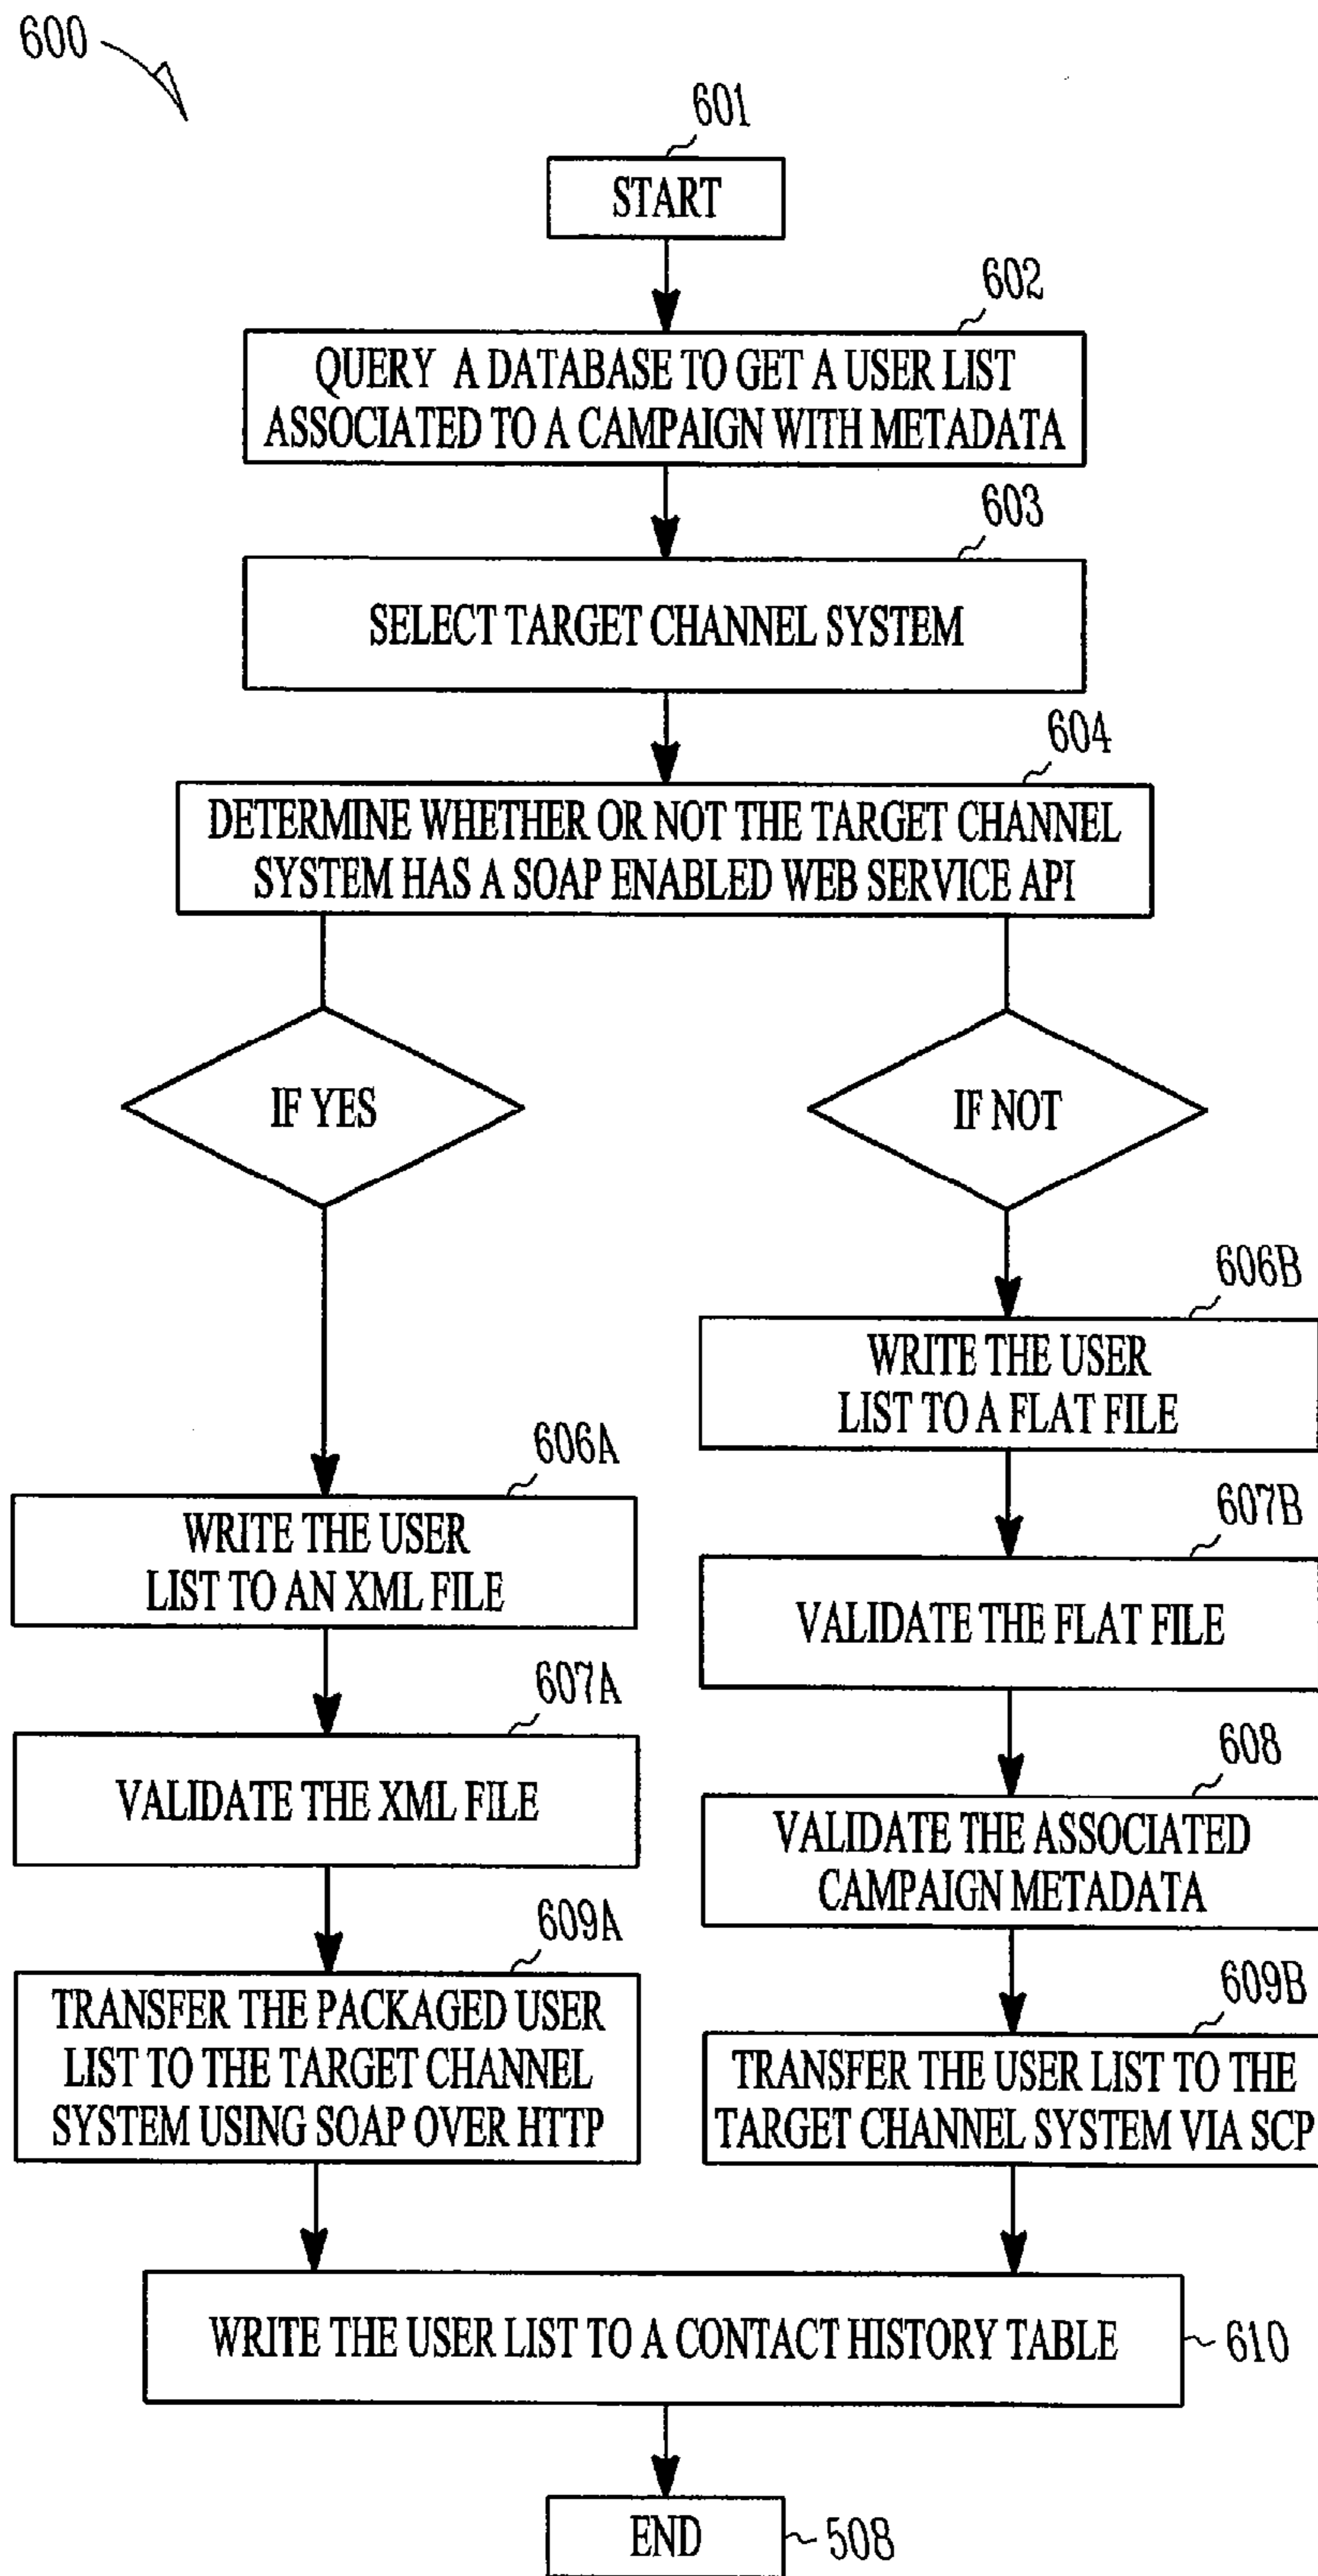 600
601
START
602
QUERY A DATABASE TO GET A USER LIST
ASSOCIATED TO A CAMPAIGN WITH METADATA
603
SELECT TARGET CHANNEL SYSTEM
604
DETERMINE WHETHER OR NOT THE TARGET CHANNEL
SYSTEM HAS A SOAP ENABLED WEB SERVICE API
IF YES
IF NOT
606B
WRITE THE USER
LIST TO A FLAT FILE
606A
WRITE THE USER
LIST TO AN XML FILE
607B
VALIDATE THE FLAT FILE
607A
VALIDATE THE XML FILE
608
VALIDATE THE ASSOCIATED
CAMPAIGN METADATA
609A
TRANSFER THE PACKAGED USER
LIST TO THE TARGET CHANNEL
SYSTEM USING SOAP OVER HTTP
609B
TRANSFER THE USER LIST TO THE
TARGET CHANNEL SYSTEM VIA SCP
WRITE THE USER LIST TO A CONTACT HISTORY TABLE
610
END
508